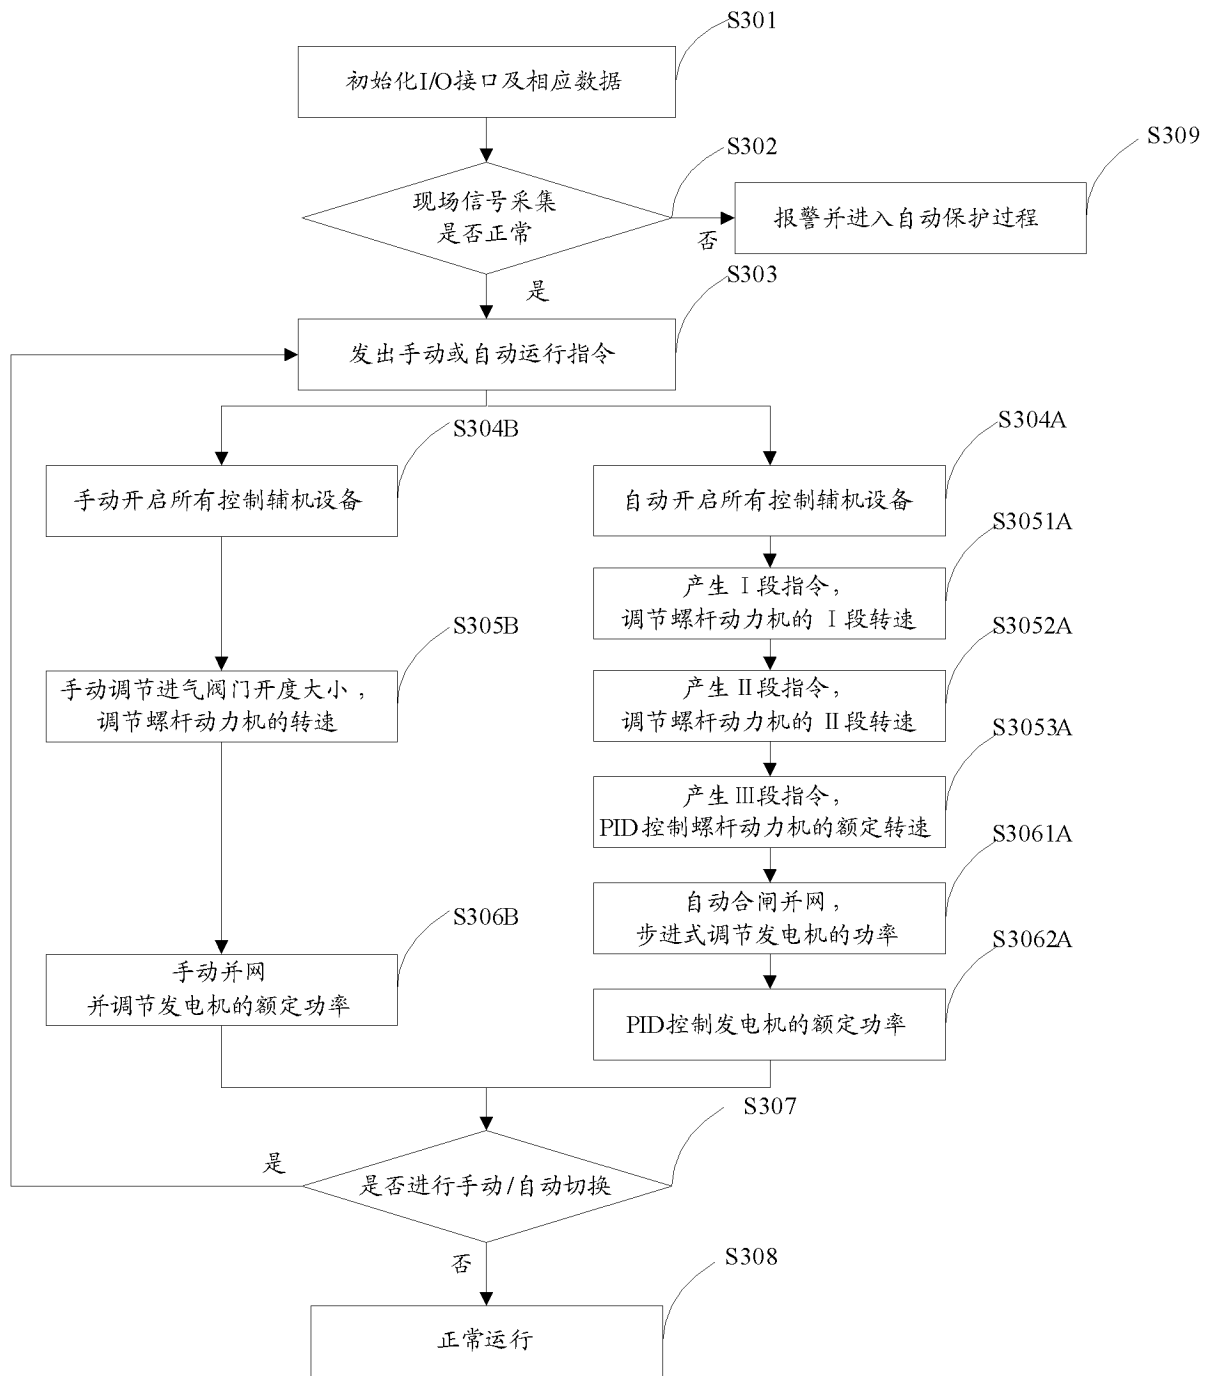 S301
初始化I/O接口及相应数据
S302
S309
现场信号采集
是否正常
报警并进入自动保护过程
否
S303
是
发出手动或自动运行指令
S304B
S304A
手动开启所有控制辅机设备
自动开启所有控制辅机设备
S3051A
产生Ⅰ段指令，
调节螺杆动力机的Ⅰ段转速
S305B
S3052A
手动调节进气阀门开度大小，
调节螺杆动力机的转速
产生Ⅱ段指令，
调节螺杆动力机的Ⅱ段转速
S3053A
产生Ⅲ段指令，
PID控制螺杆动力机的额定转速
S3061A
自动合闸并网，
步进式调节发电机的功率
S306B
S3062A
手动并网
并调节发电机的额定功率
PID控制发电机的额定功率
S307
是
是否进行手动/自动切换
否
S308
正常运行